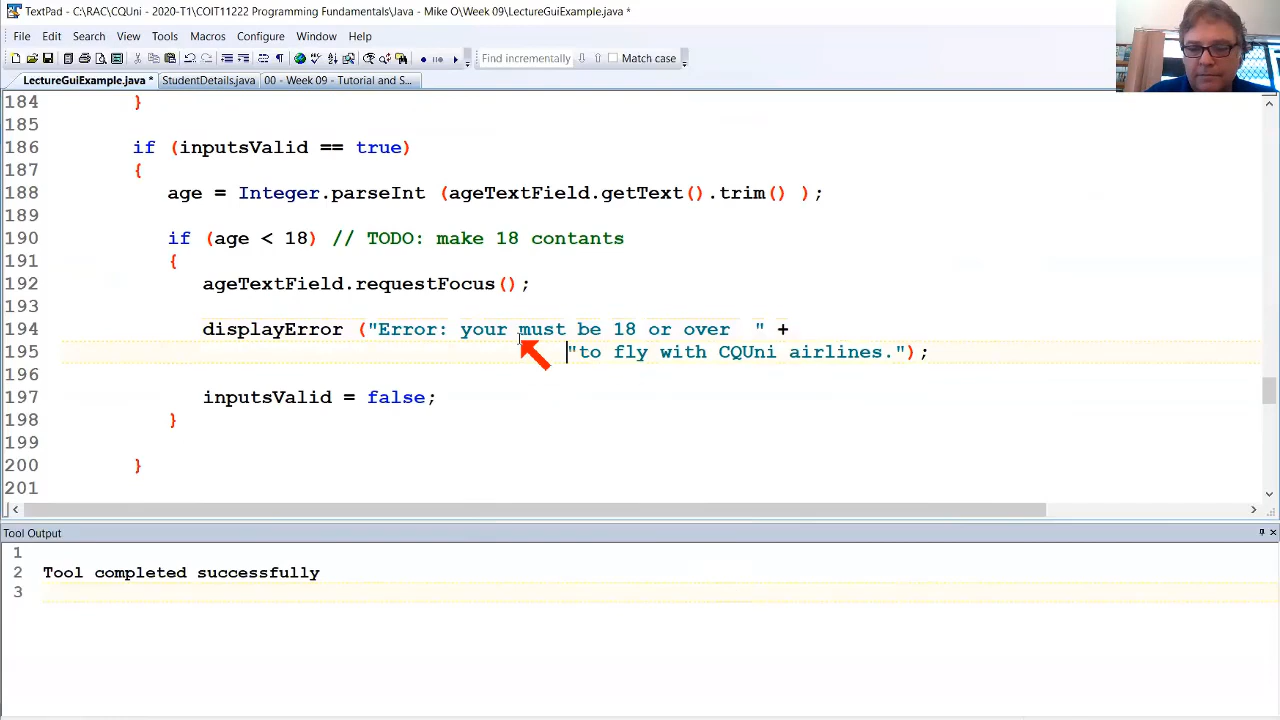 TextPad - C:\RAC\CQUni - 2020-T1\COIT11222 Programming Fundamentals\Java - Mike O\Week 09\LectureGuiExample.java *
File Edit Search View Tools Macros Configure Window Help
Find incrementally Match case
LectureGuiExample.java * StudentDetails.java 00 - Week 09 - Tutorial and S...
184 }
185
186 if (inputsValid == true)
187 {
188 age = Integer.parseInt (ageTextField.getText().trim() );
189
190 if (age < 18) // TODO: make 18 contants
191 {
192 ageTextField.requestFocus();
193
194 displayError ("Error: your must be 18 or over  " +
195 "to fly with CQUni airlines.");
196
197 inputsValid = false;
198 }
199
200 }
201
Tool Output
1
2 Tool completed successfully
3